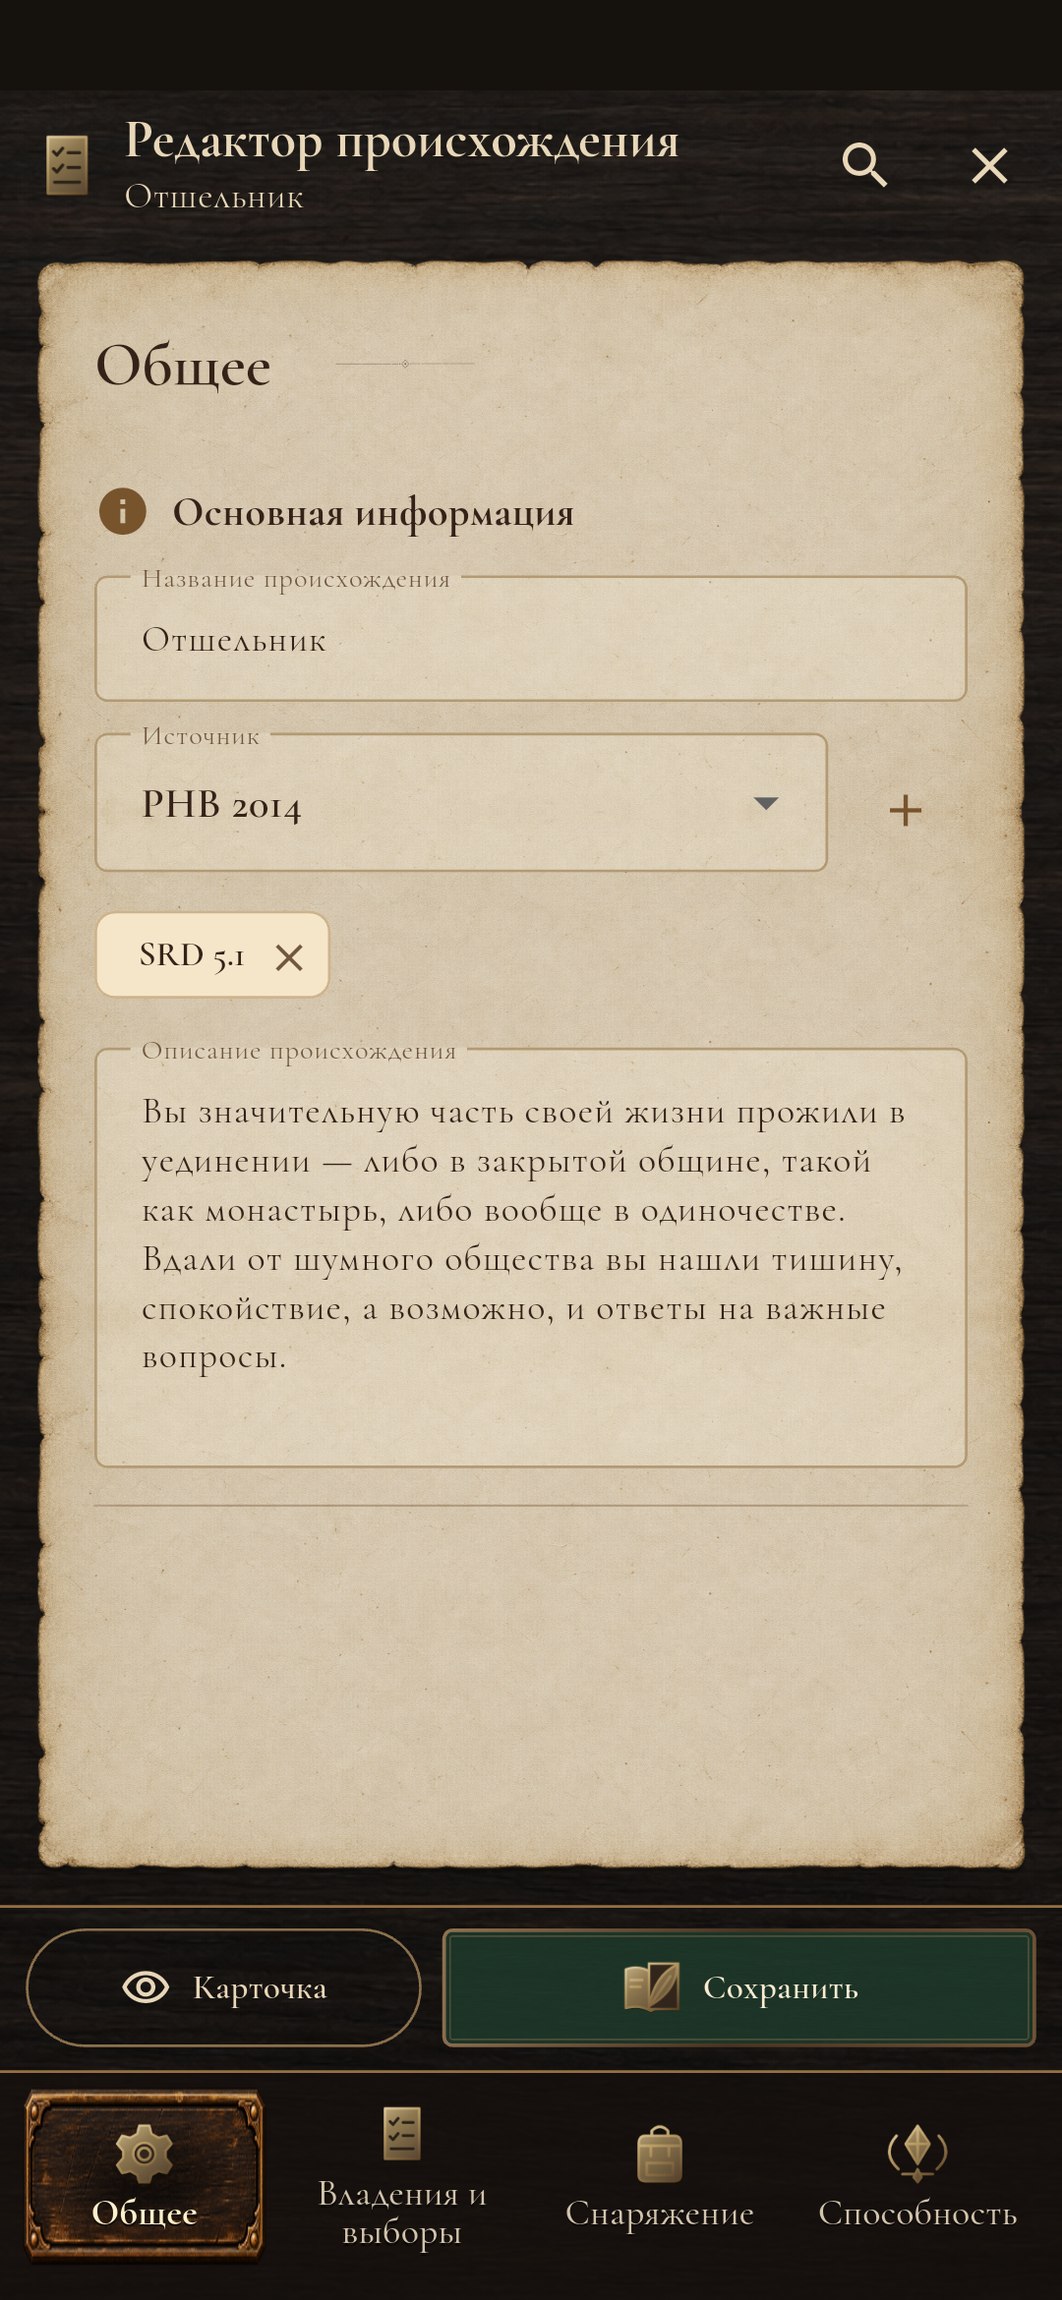 Редактор происхождения
Отшельник
Общее
Основная информация
Название происхождения
Отшельник
Источник
PHB 2014
SRD 5.1
Описание происхождения
Вы значительную часть своей жизни прожили в
уединении — либо в закрытой общине, такой
как монастырь, либо вообще в одиночестве.
Вдали от шумного общества вы нашли тишину,
спокойствие, а возможно, и ответы на важные
вопросы.
Карточка
Сохранить
Общее
Владения и
выборы
Снаряжение
Способность